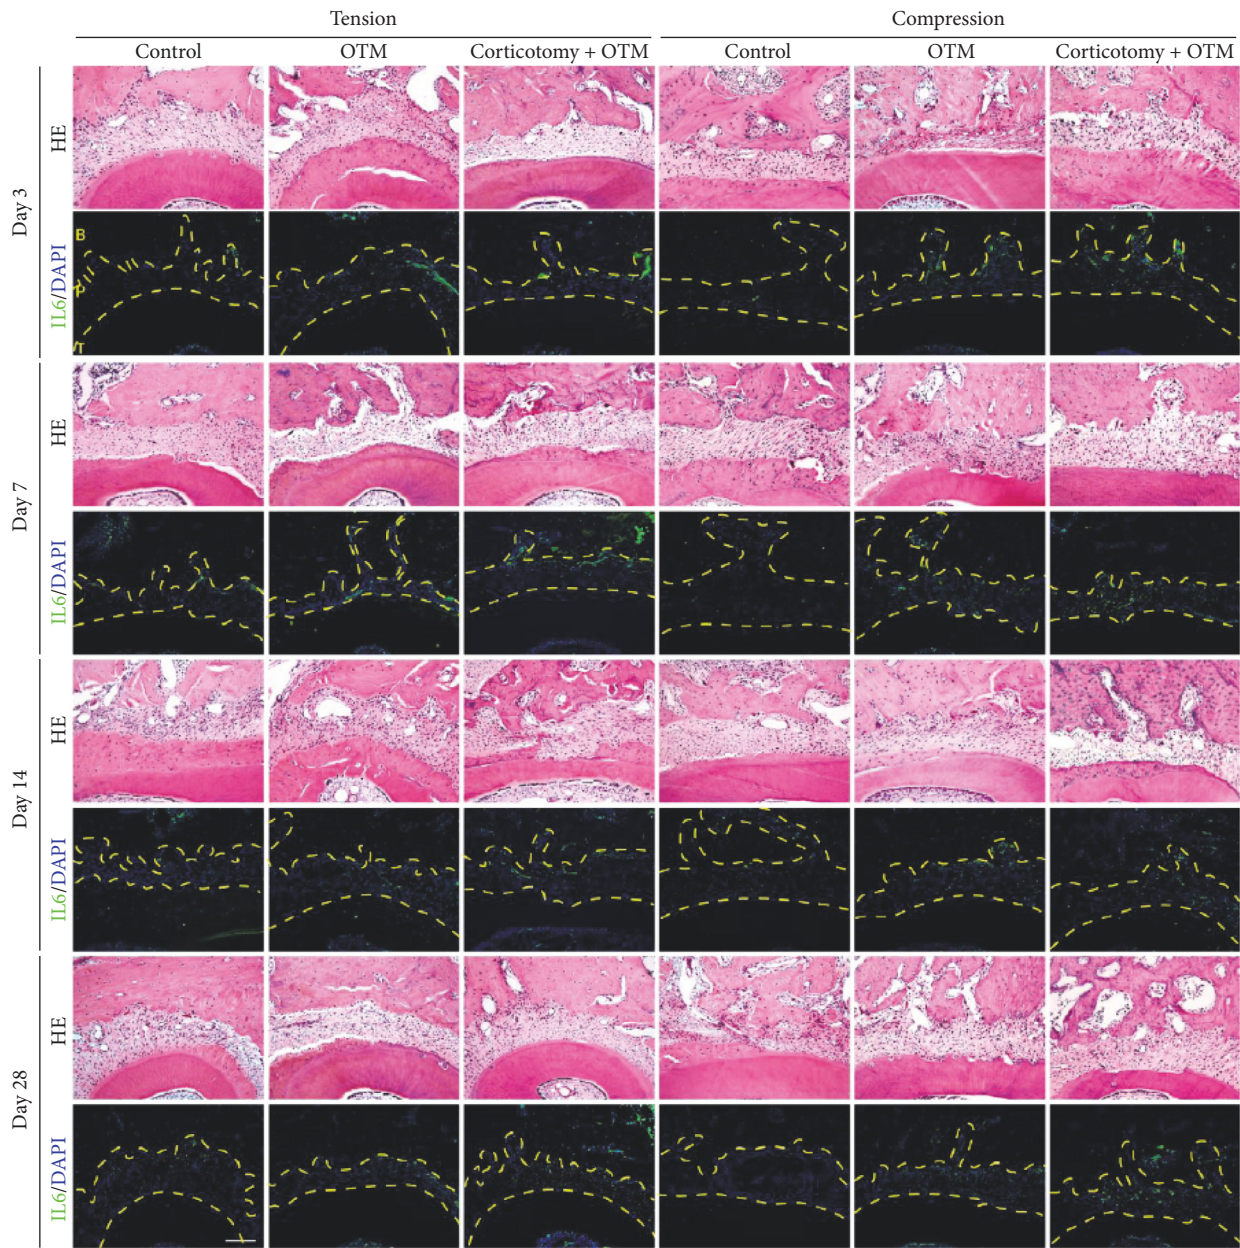 Tension Compression
Control OTM Corticotomy + OTM Control OTM Corticotomy + OTM
Day 3
HE
IL6/DAPI
B
P
T
Day 7
HE
IL6/DAPI
Day 14
HE
IL6/DAPI
Day 28
HE
IL6/DAPI